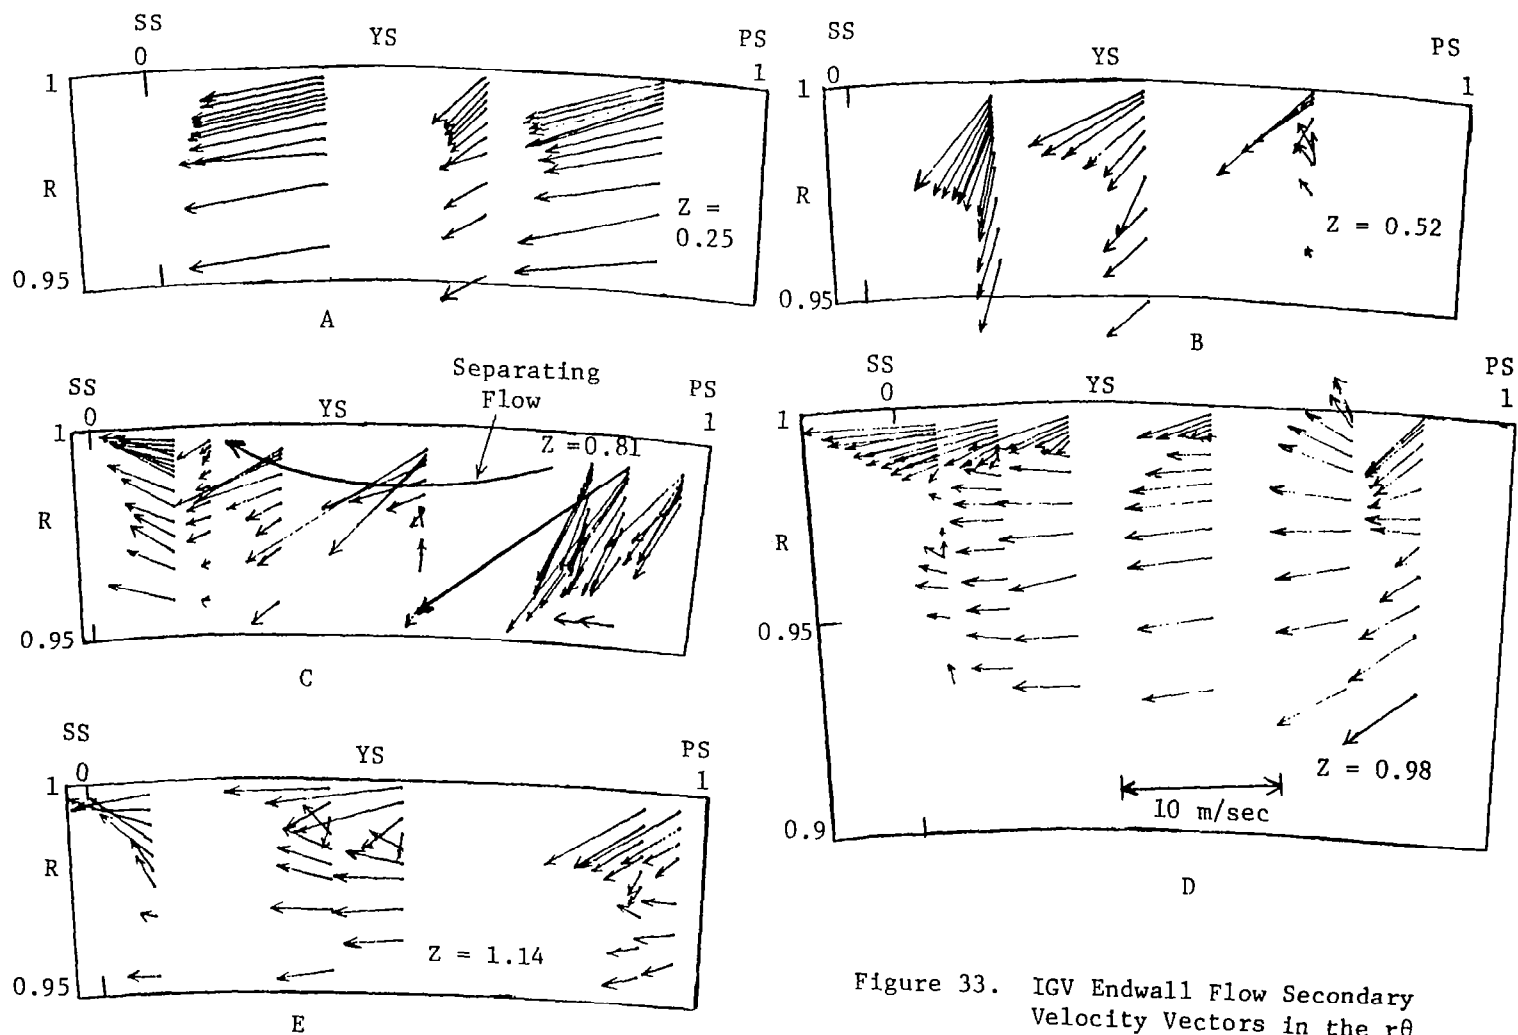 SS
YS
PS
0
1
1
R
0.95
Z =
0.25
A
SS
YS
PS
0
1
1
R
0.95
Z = 0.52
B
Separating
Flow
SS
YS
PS
0
1
1
Z = 0.81
R
0.95
C
SS
YS
PS
0
1
1
R
0.95
0.9
Z = 0.98
10 m/sec
D
SS
YS
PS
0
1
1
R
0.95
Z = 1.14
E
Figure 33. IGV Endwall Flow Secondary
Velocity Vectors in the rθ